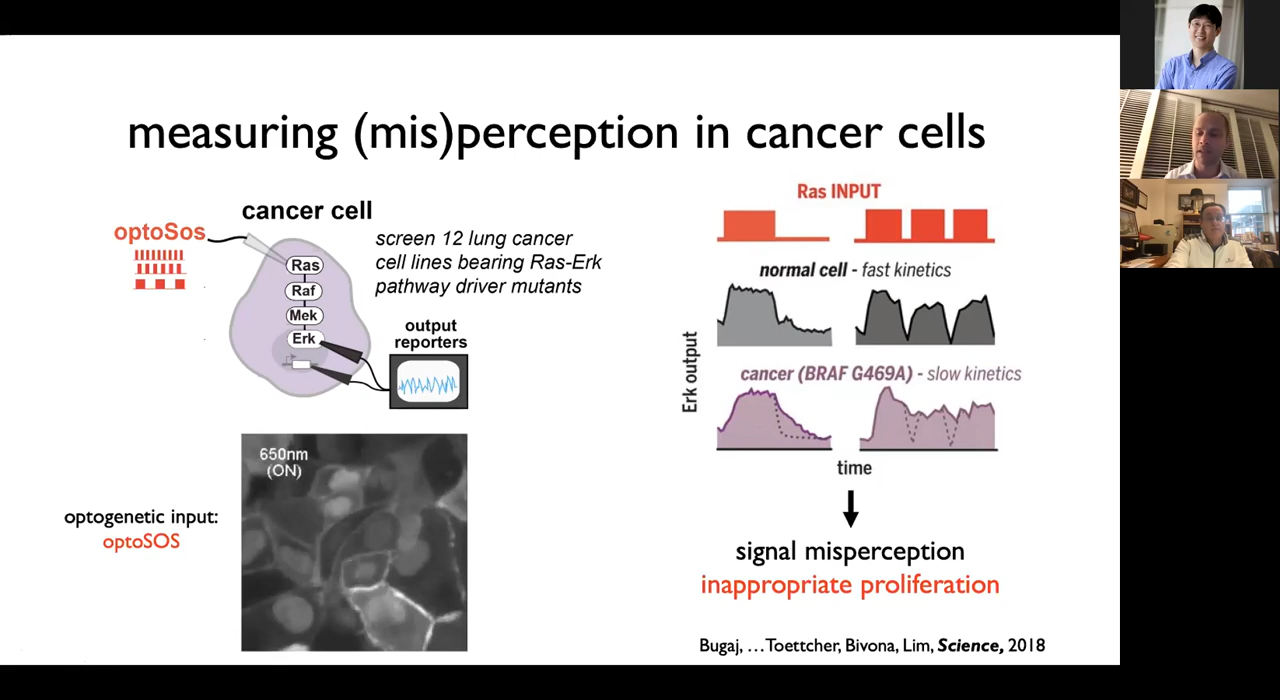 measuring (mis)perception in cancer cells
cancer cell
optoSos
screen 12 lung cancer
cell lines bearing Ras-Erk
pathway driver mutants
Ras
Raf
Mek
Erk
output
reporters
650nm
(ON)
optogenetic input:
optoSOS
Ras INPUT
normal cell - fast kinetics
Erk output
cancer (BRAF G469A) - slow kinetics
time
signal misperception
inappropriate proliferation
Bugaj, …Toettcher, Bivona, Lim, Science, 2018